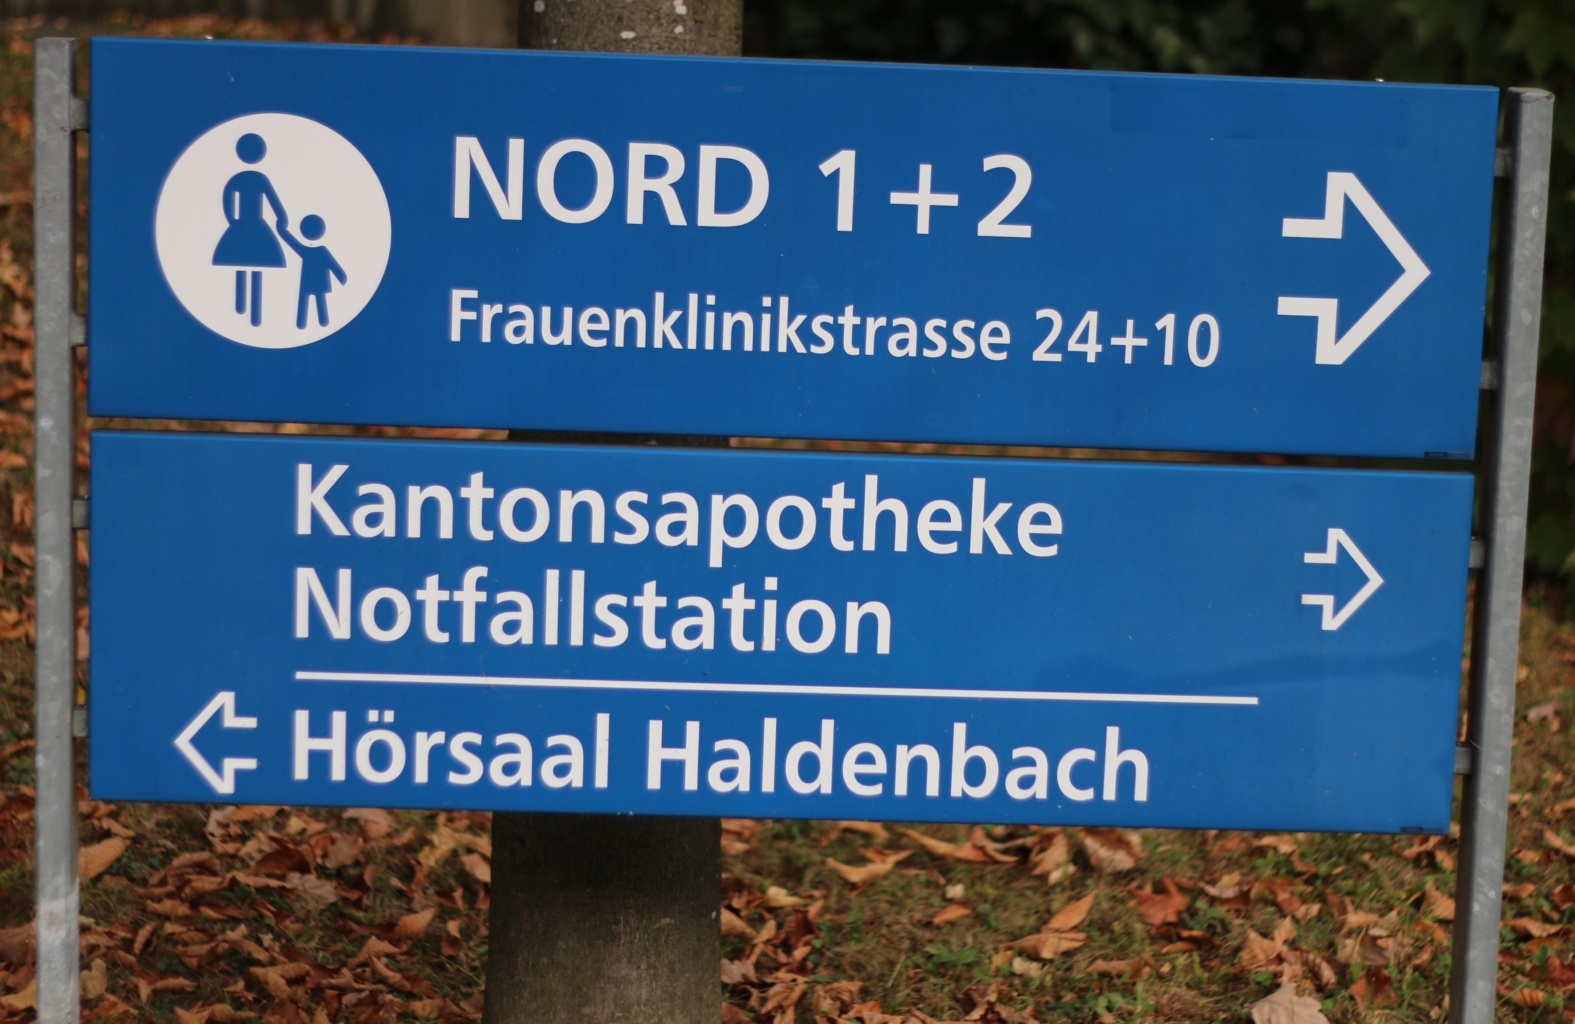 NORD 1+2
Frauenklinikstrasse 24+10
Kantonsapotheke
Notfallstation
Hörsaal Haldenbach